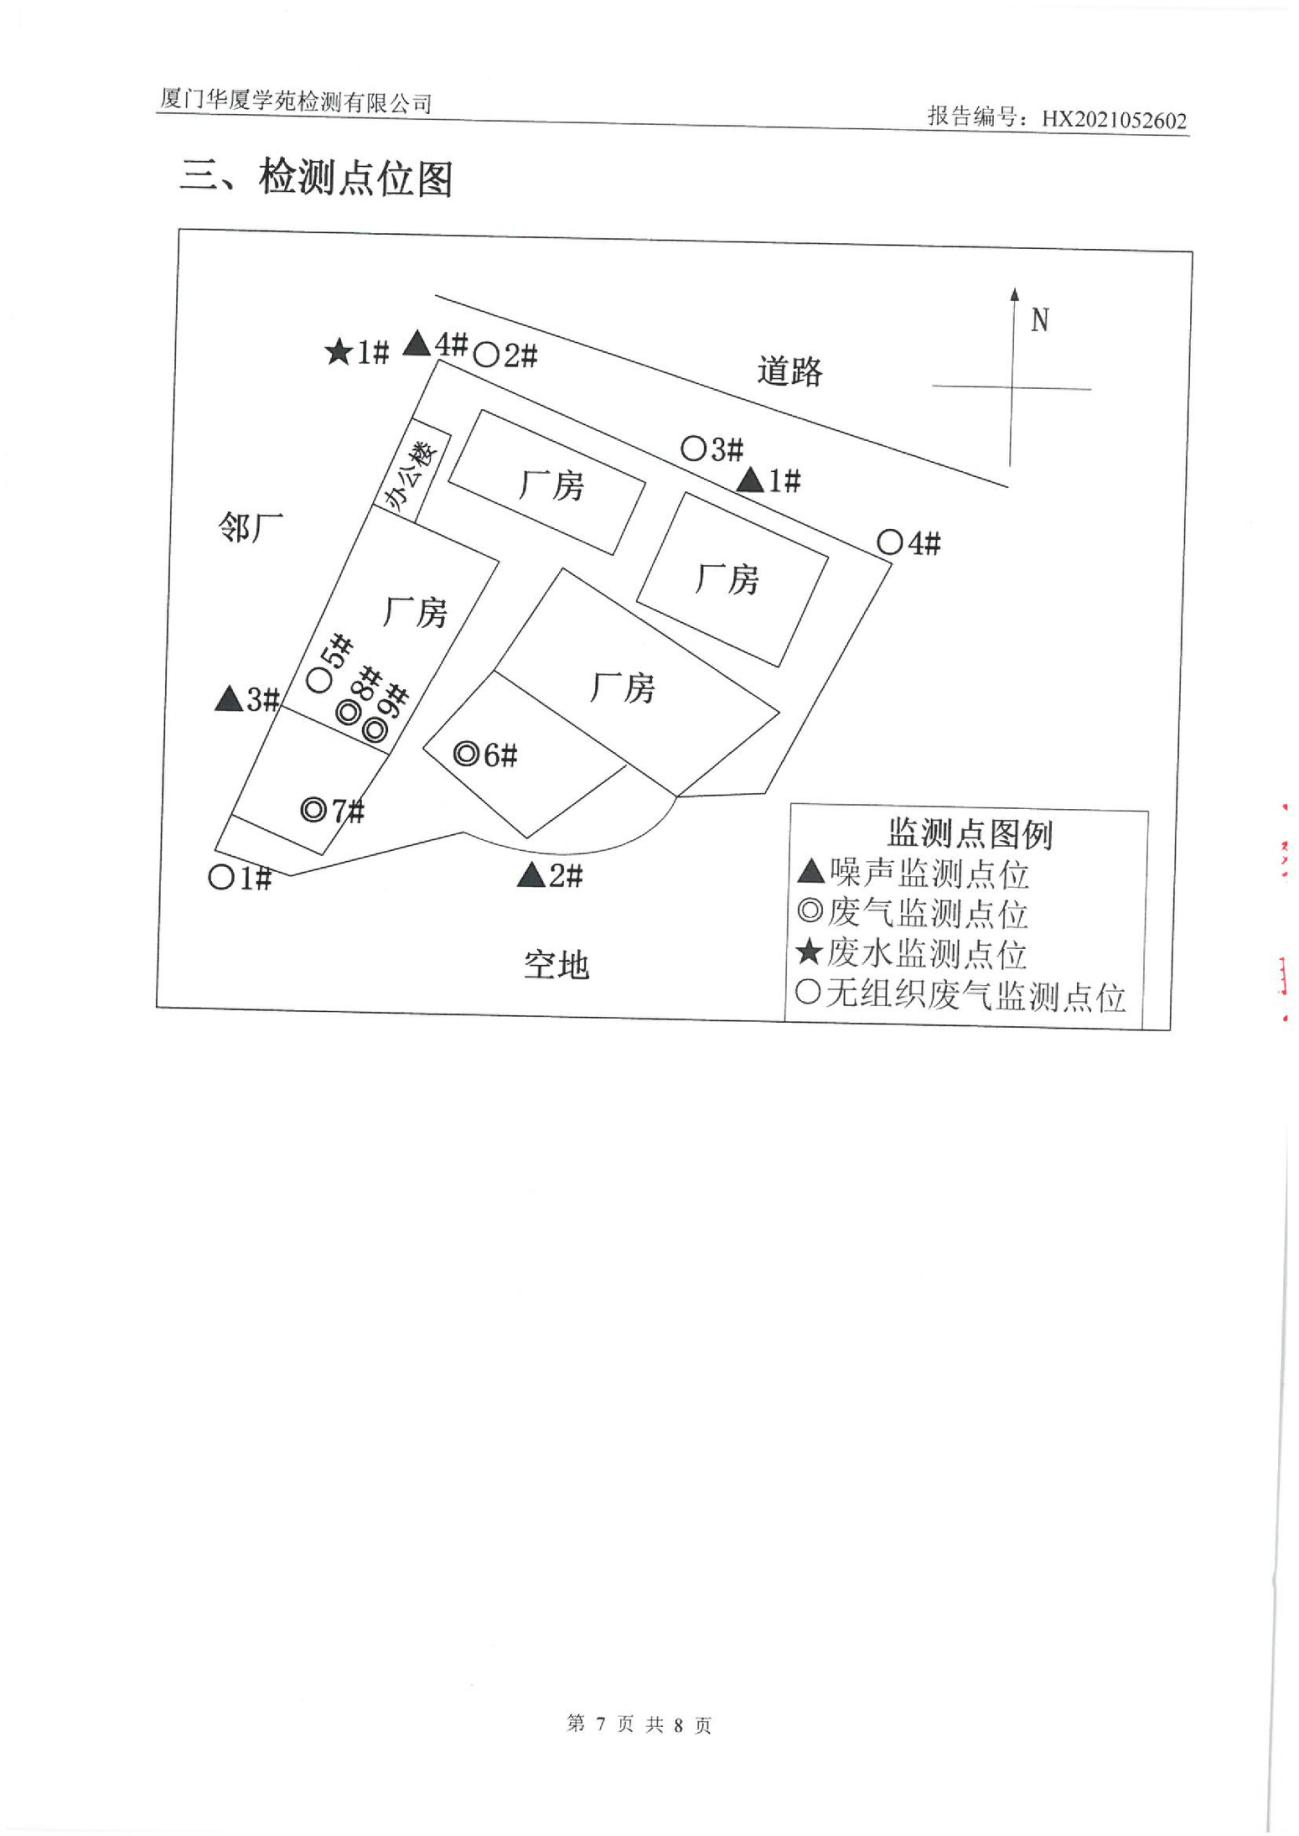 厦门华厦学苑检测有限公司
报告编号：HX2021052602
三、检测点位图
N
★1# ▲4# ○2#
道路
○3#
▲1#
办公楼
厂房
邻厂
○4#
厂房
厂房
○5#
◎8#
◎9#
厂房
▲3#
◎6#
◎7#
○1#
▲2#
空地
监测点图例
▲噪声监测点位
◎废气监测点位
★废水监测点位
○无组织废气监测点位
第 7 页 共 8 页